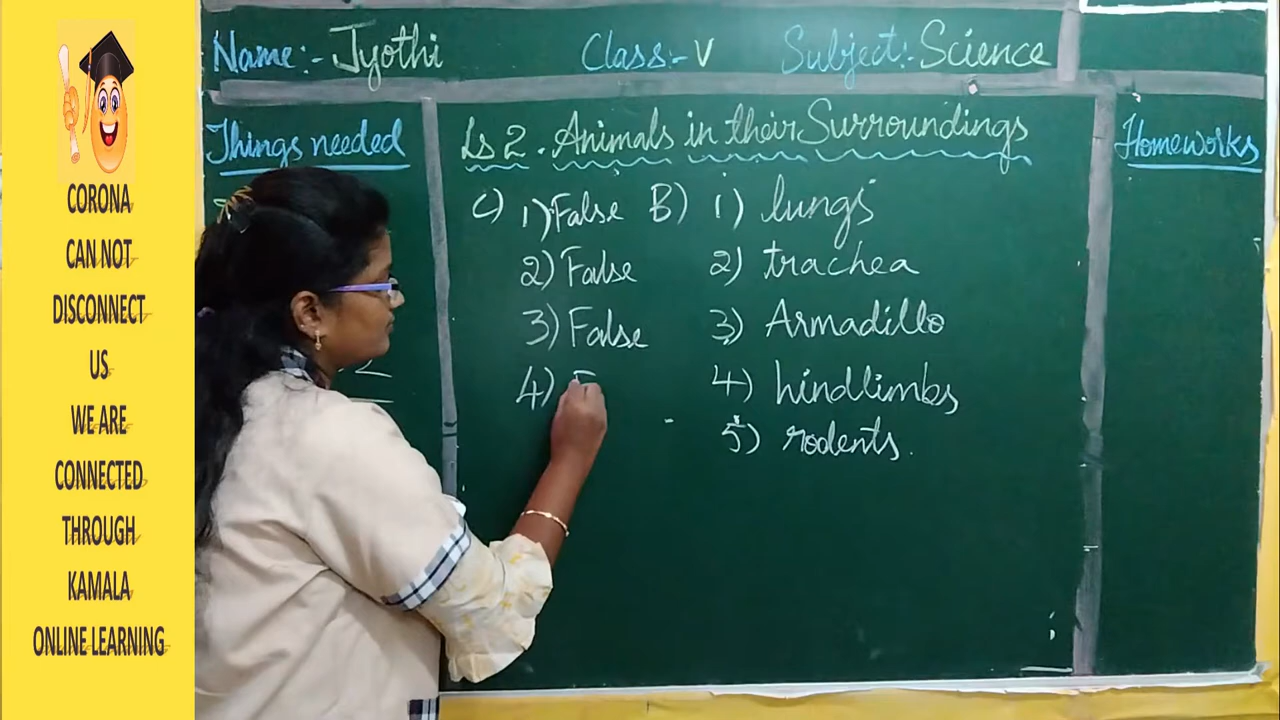 CORONA
CAN NOT
DISCONNECT
US
WE ARE
CONNECTED
THROUGH
KAMALA
ONLINE LEARNING
Name:- Jyothi Class:- V Subject:- Science
Things needed
Ls 2. Animals in their Surroundings
C) 1) False
2) False
3) False
4) F
B) 1) lungs
2) trachea
3) Armadillo
4) hindlimbs
5) rodents.
Homeworks